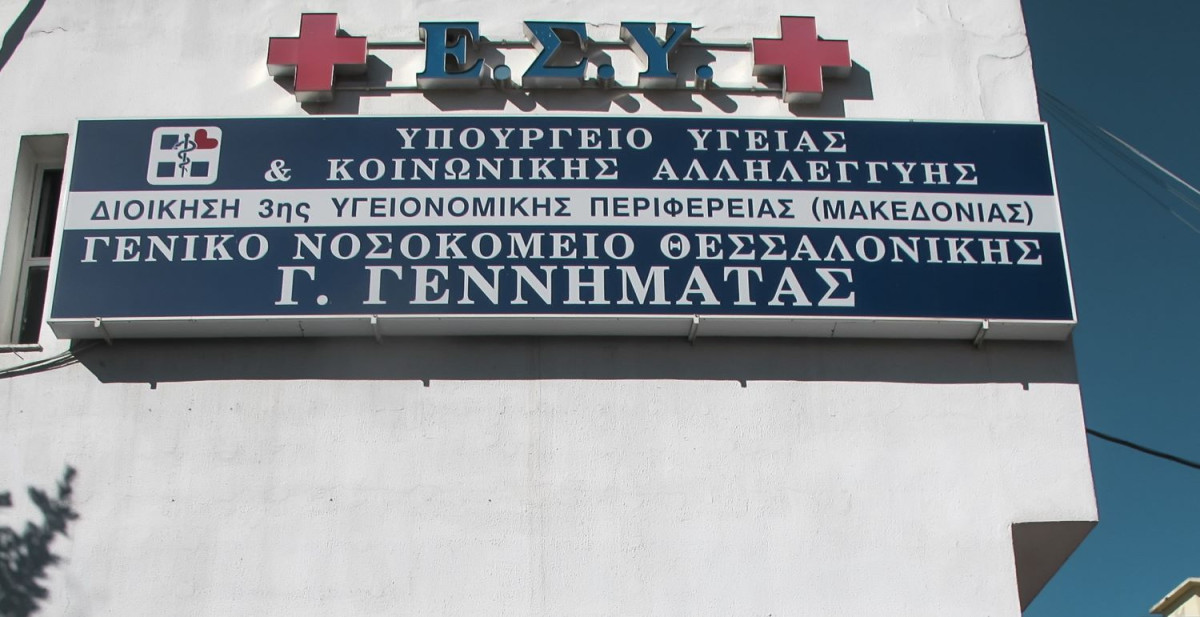 Ε.Σ.Υ.
ΥΠΟΥΡΓΕΙΟ ΥΓΕΙΑΣ
& ΚΟΙΝΩΝΙΚΗΣ ΑΛΛΗΛΕΓΓΥΗΣ
ΔΙΟΙΚΗΣΗ 3ης ΥΓΕΙΟΝΟΜΙΚΗΣ ΠΕΡΙΦΕΡΕΙΑΣ (ΜΑΚΕΔΟΝΙΑΣ)
ΓΕΝΙΚΟ ΝΟΣΟΚΟΜΕΙΟ ΘΕΣΣΑΛΟΝΙΚΗΣ
Γ. ΓΕΝΝΗΜΑΤΑΣ